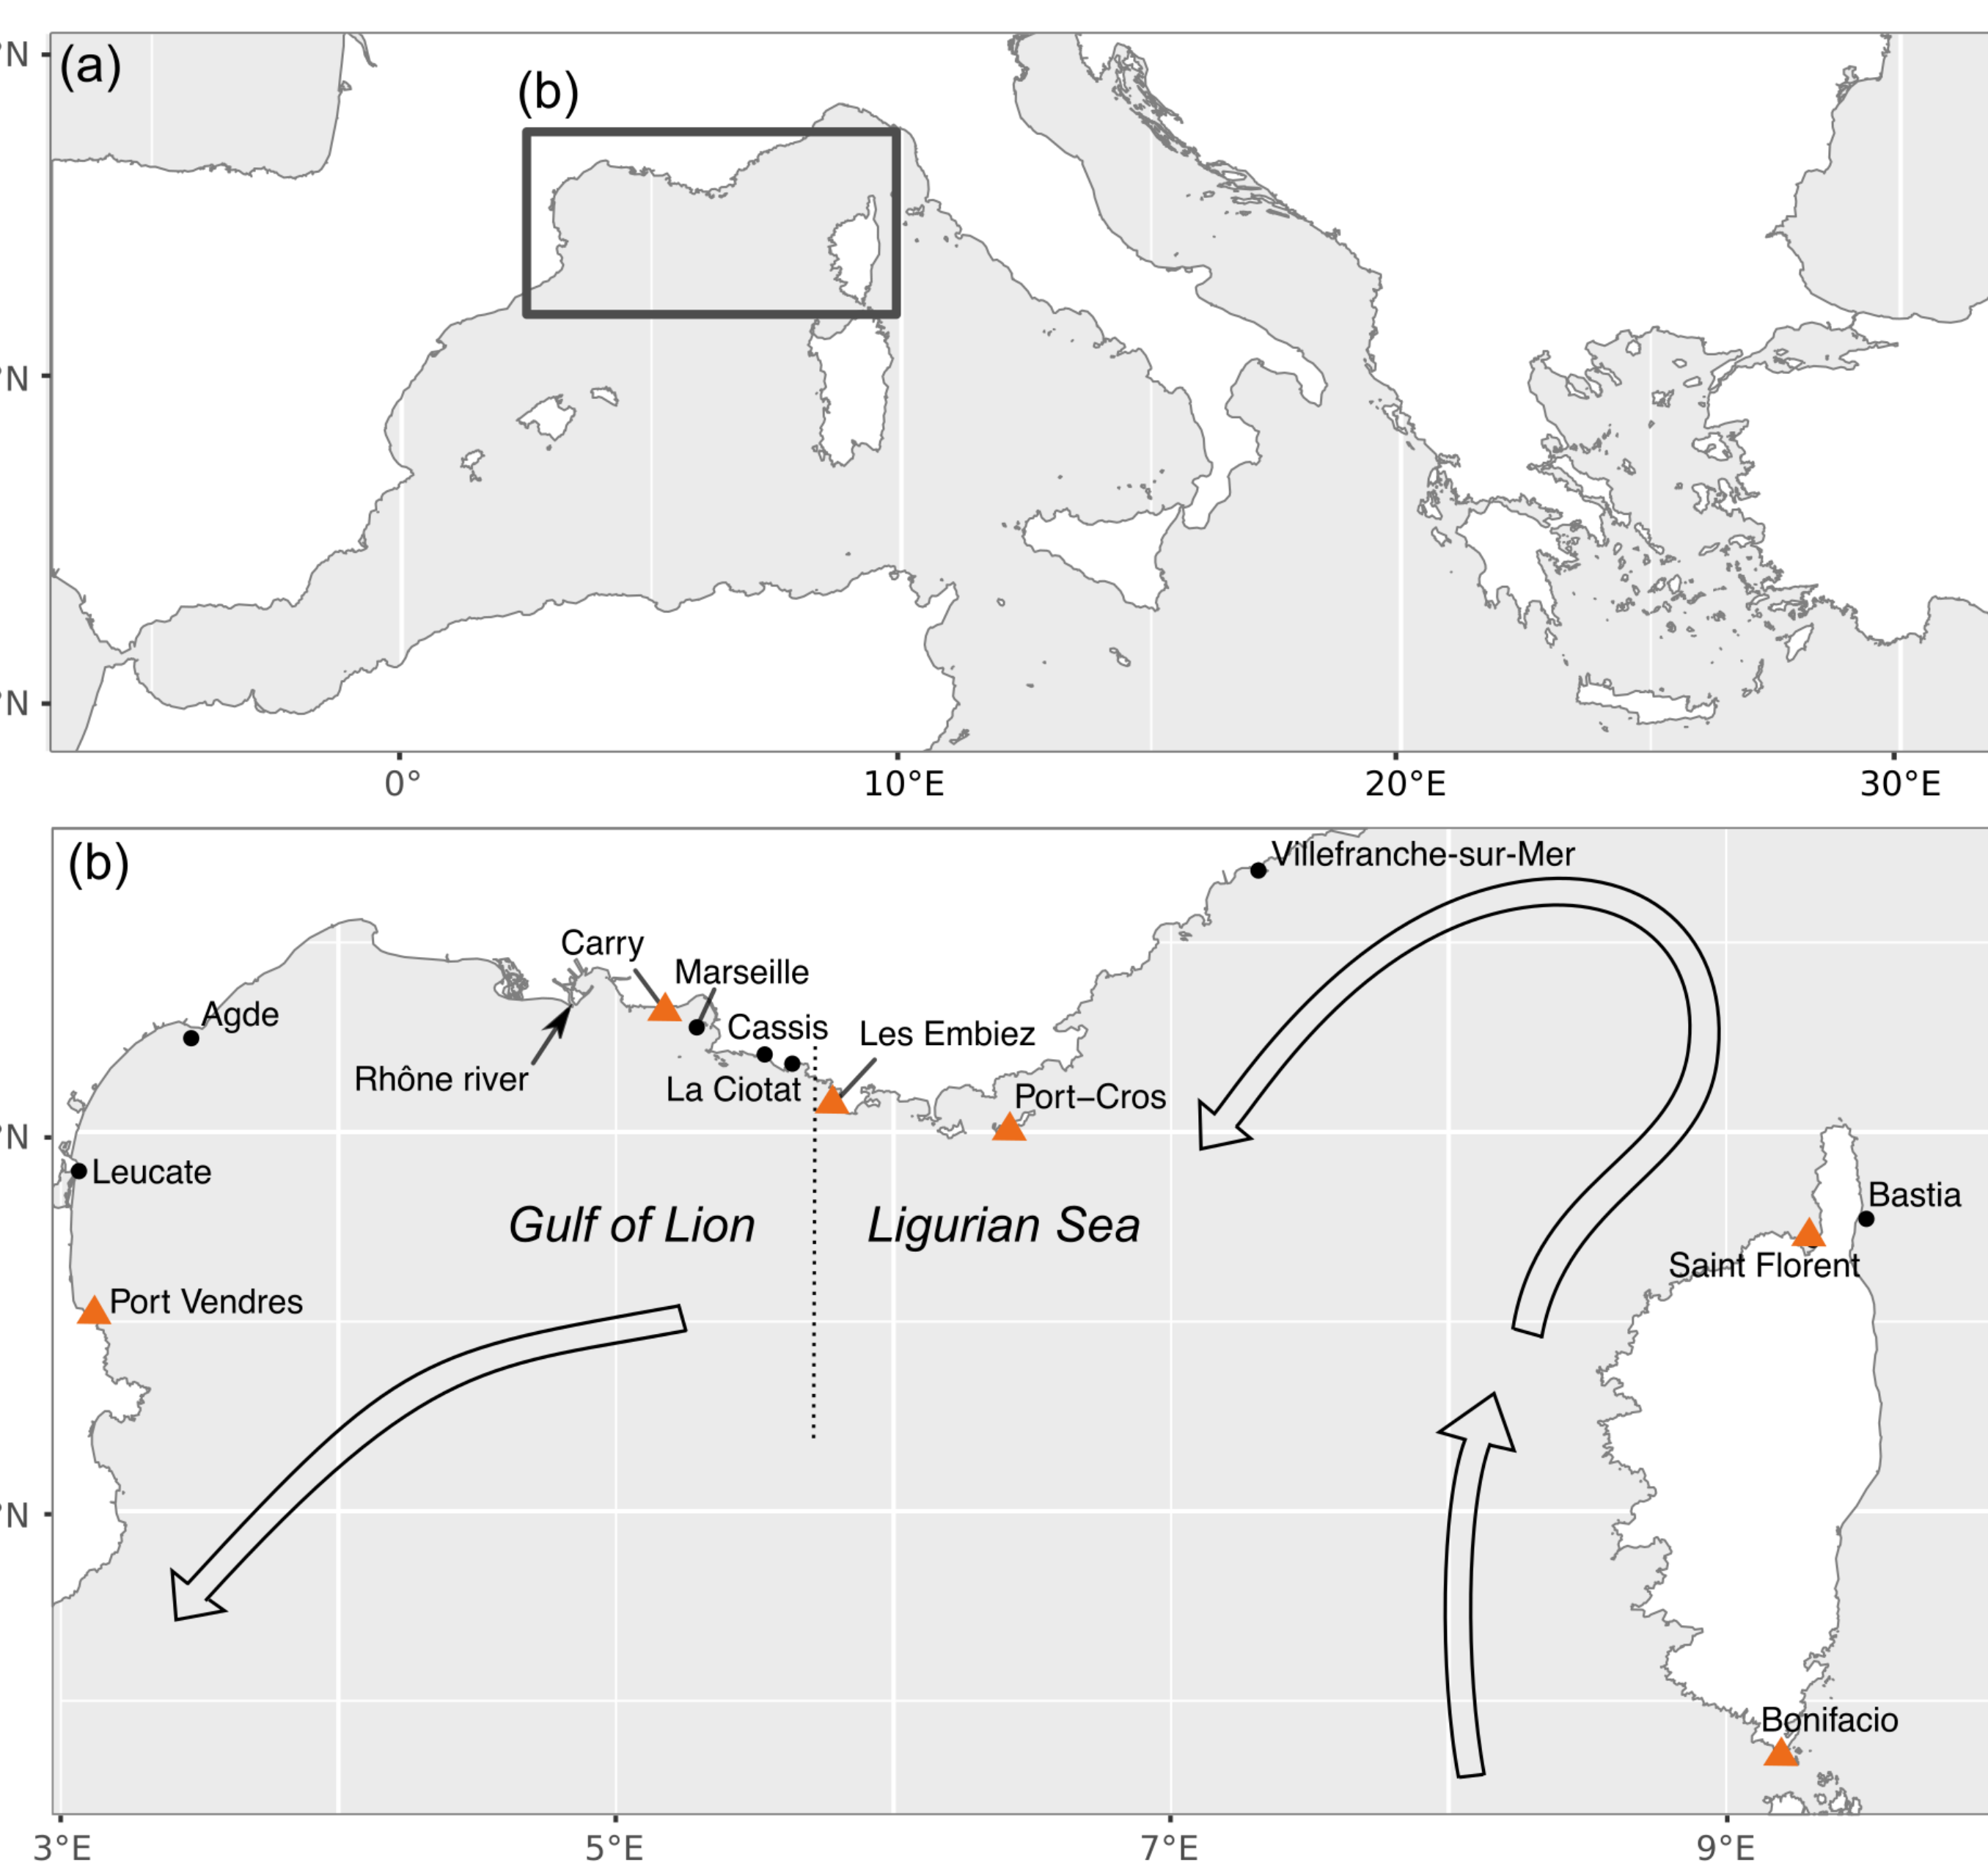 °N
(a)
(b)
°N
°N
0°
10°E
20°E
30°E
(b)
Villefranche-sur-Mer
Carry
Marseille
Agde
Cassis
Les Embiez
Rhône river
La Ciotat
Port–Cros
°N
Leucate
Bastia
Gulf of Lion
Ligurian Sea
Saint Florent
Port Vendres
°N
Bonifacio
3°E
5°E
7°E
9°E